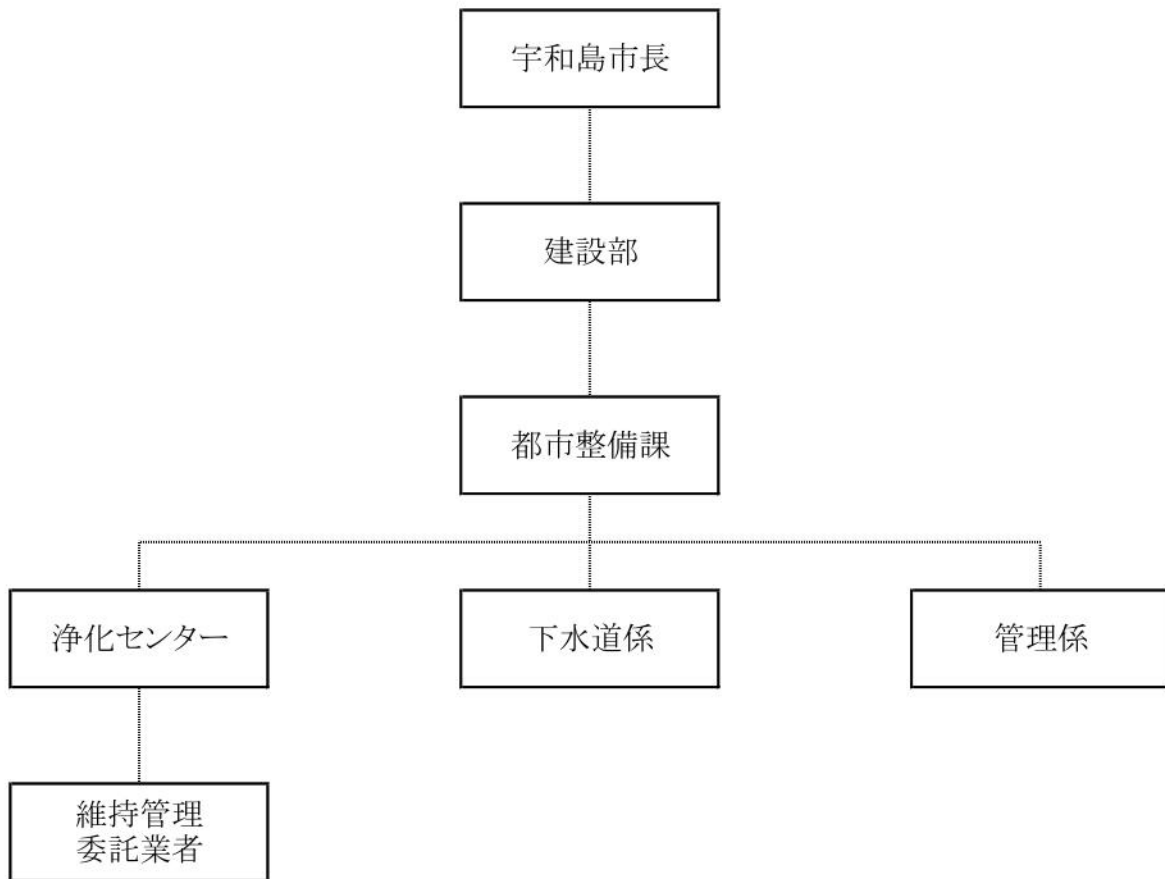 宇和島市長
建設部
都市整備課
浄化センター
下水道係
管理係
維持管理
委託業者